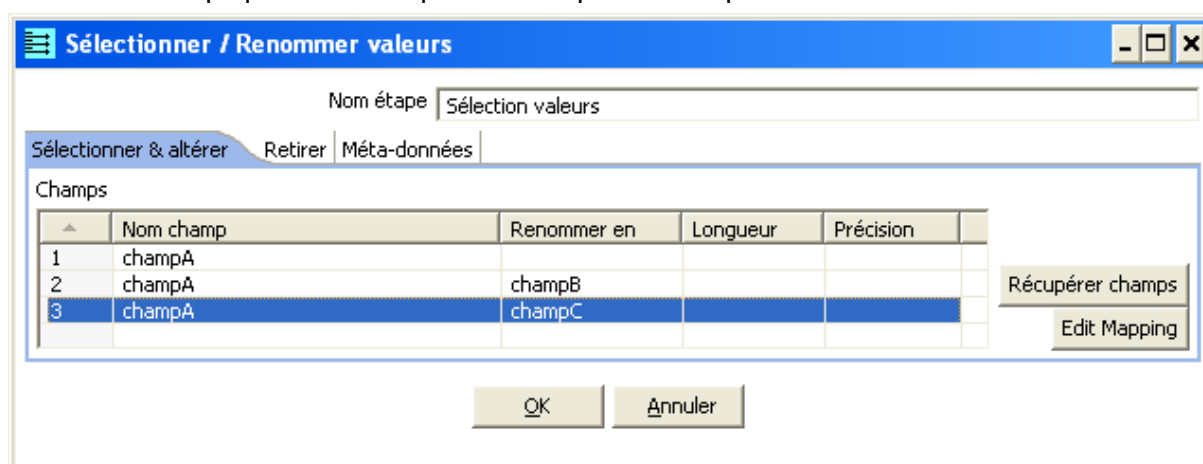 Sélectionner / Renommer valeurs
Nom étape Sélection valeurs
Sélectionner & altérer Retirer Méta-données
Champs
Nom champ Renommer en Longueur Précision
1 champA
2 champA champB
3 champA champC
Récupérer champs
Edit Mapping
OK Annuler